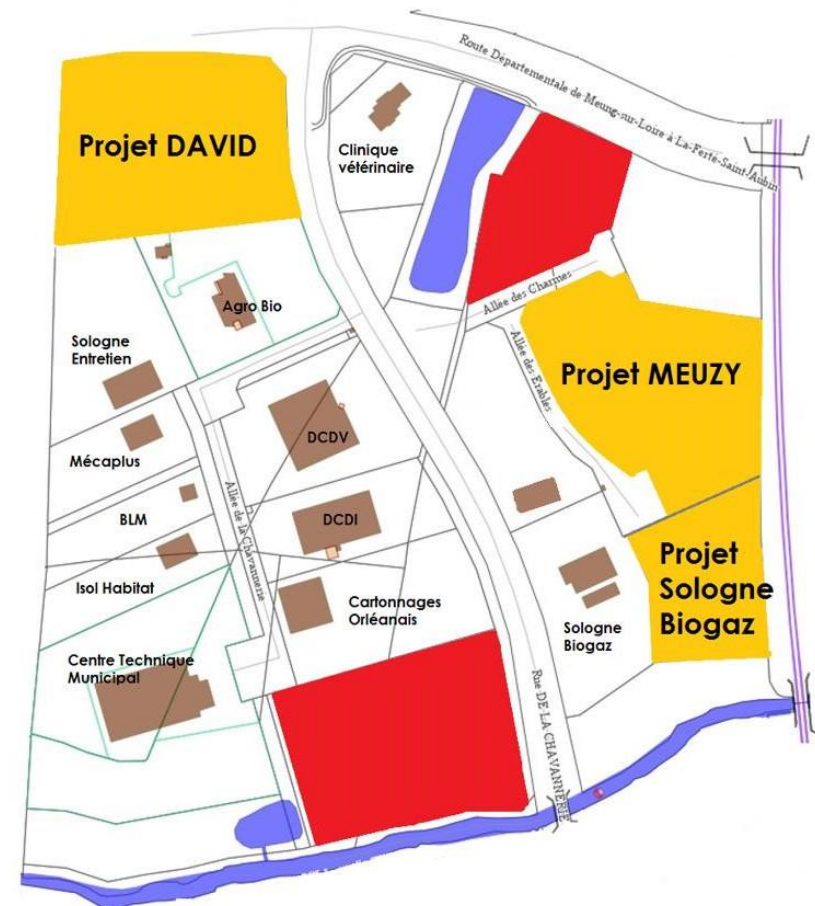 Route Départementale de Meung-sur-Loire à La-Ferté-Saint-Aubin
Projet DAVID
Clinique
vétérinaire
Agro Bio
Allée des Charmes
Sologne
Entretien
Allée des Erables
Projet MEUZY
DCDV
Mécaplus
Allée de la Chavannerie
BLM
DCDI
Projet
Sologne
Biogaz
Isol Habitat
Cartonnages
Orléanais
Sologne
Biogaz
Centre Technique
Municipal
Rue DE LA CHAVANNERIE